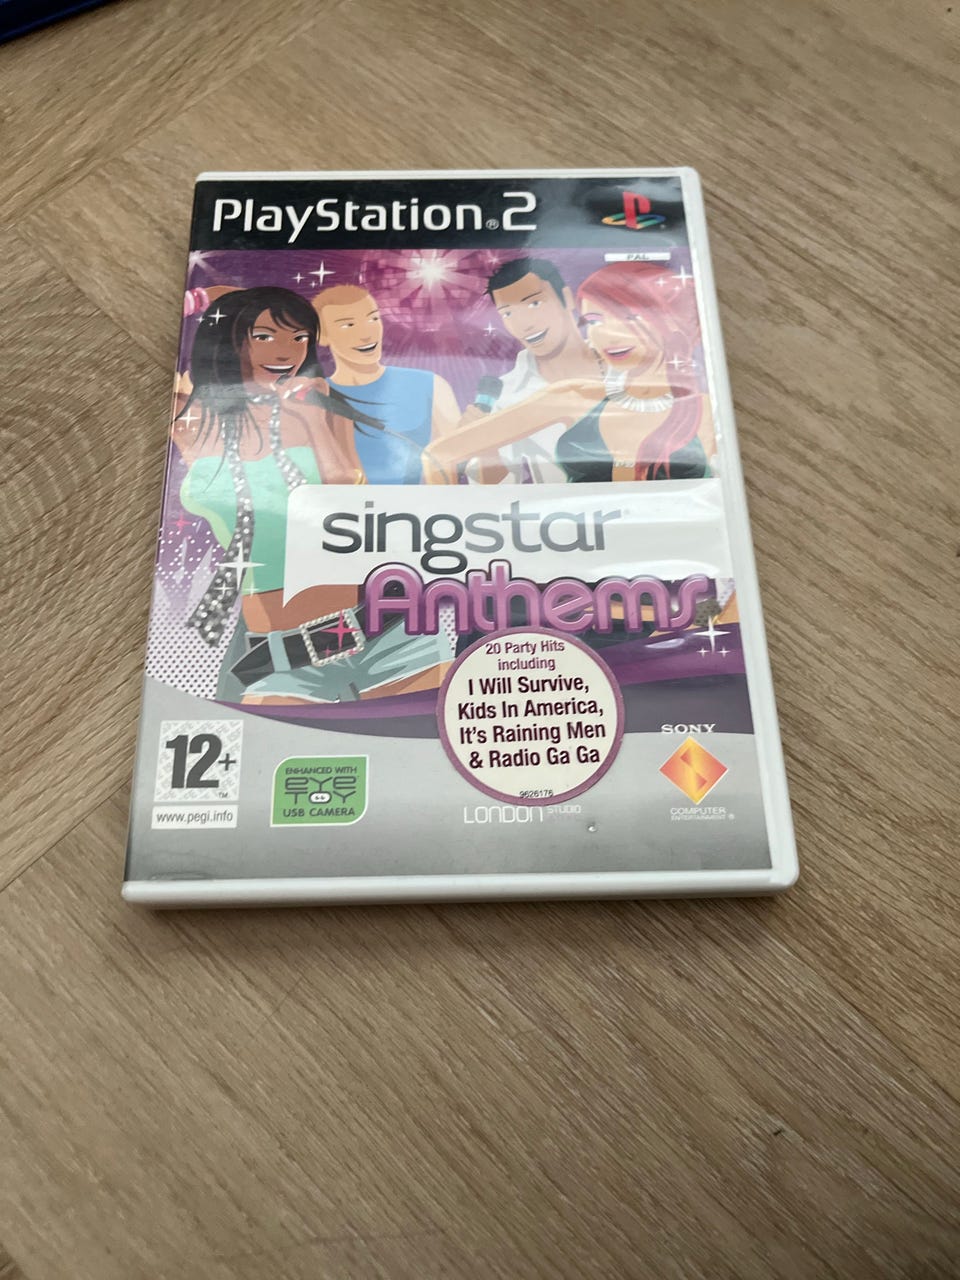 PlayStation®2
PAL
singstar
Anthems
20 Party Hits
including
I Will Survive,
Kids In America,
It's Raining Men
& Radio Ga Ga
9626176
12+
TM
www.pegi.info
ENHANCED WITH
EYE
TOY
USB CAMERA
LONDON STUDIO
SONY
COMPUTER
ENTERTAINMENT®